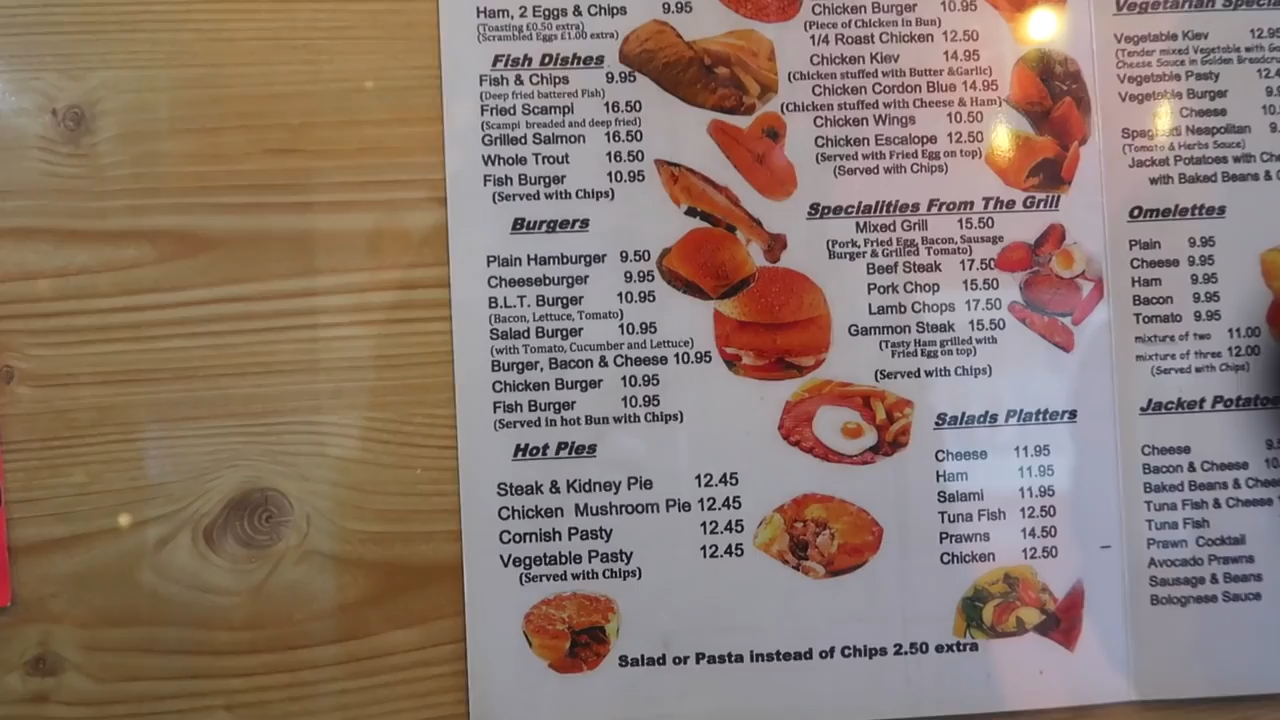 Ham, 2 Eggs & Chips 9.95
(Toasting £0.50 extra)
(Scrambled Eggs £1.00 extra)
Fish Dishes
Fish & Chips 9.95
(Deep fried battered Fish)
Fried Scampi 16.50
(Scampi breaded and deep fried)
Grilled Salmon 16.50
Whole Trout 16.50
Fish Burger 10.95
(Served with Chips)
Burgers
Plain Hamburger 9.50
Cheeseburger 9.95
B.L.T. Burger 10.95
(Bacon, Lettuce, Tomato)
Salad Burger 10.95
(with Tomato, Cucumber and Lettuce)
Burger, Bacon & Cheese 10.95
Chicken Burger 10.95
Fish Burger 10.95
(Served in hot Bun with Chips)
Hot Pies
Steak & Kidney Pie 12.45
Chicken Mushroom Pie 12.45
Cornish Pasty 12.45
Vegetable Pasty 12.45
(Served with Chips)
Chicken Burger 10.95
(Piece of Chicken in Bun)
1/4 Roast Chicken 12.50
Chicken Kiev 14.95
(Chicken stuffed with Butter &Garlic)
Chicken Cordon Blue 14.95
(Chicken stuffed with Cheese & Ham)
Chicken Wings 10.50
Chicken Escalope 12.50
(Served with Fried Egg on top)
(Served with Chips)
Specialities From The Grill
Mixed Grill 15.50
(Pork, Fried Egg, Bacon, Sausage
Burger & Grilled Tomato)
Beef Steak 17.50
Pork Chop 15.50
Lamb Chops 17.50
Gammon Steak 15.50
(Tasty Ham grilled with
Fried Egg on top)
(Served with Chips)
Salads Platters
Cheese 11.95
Ham 11.95
Salami 11.95
Tuna Fish 12.50
Prawns 14.50
Chicken 12.50
Salad or Pasta instead of Chips 2.50 extra
Vegetarian
Vegetable Kiev 12.95
(Tender mixed Vegetable with
Cheese Sauce in Golden
Vegetable Pasty
Vegetable Burger
Cheese
Spaghetti Neapolitan
(Tomato & Herbs Sauce)
Jacket Potatoes with
with Baked Beans &
Omelettes
Plain 9.95
Cheese 9.95
Ham 9.95
Bacon 9.95
Tomato 9.95
mixture of two 11.00
mixture of three 12.00
(Served with Chips)
Jacket
Cheese
Bacon & Cheese
Baked Beans &
Tuna Fish & Cheese
Tuna Fish
Prawn Cocktail
Avocado Prawns
Sausage & Beans
Bolognese Sauce